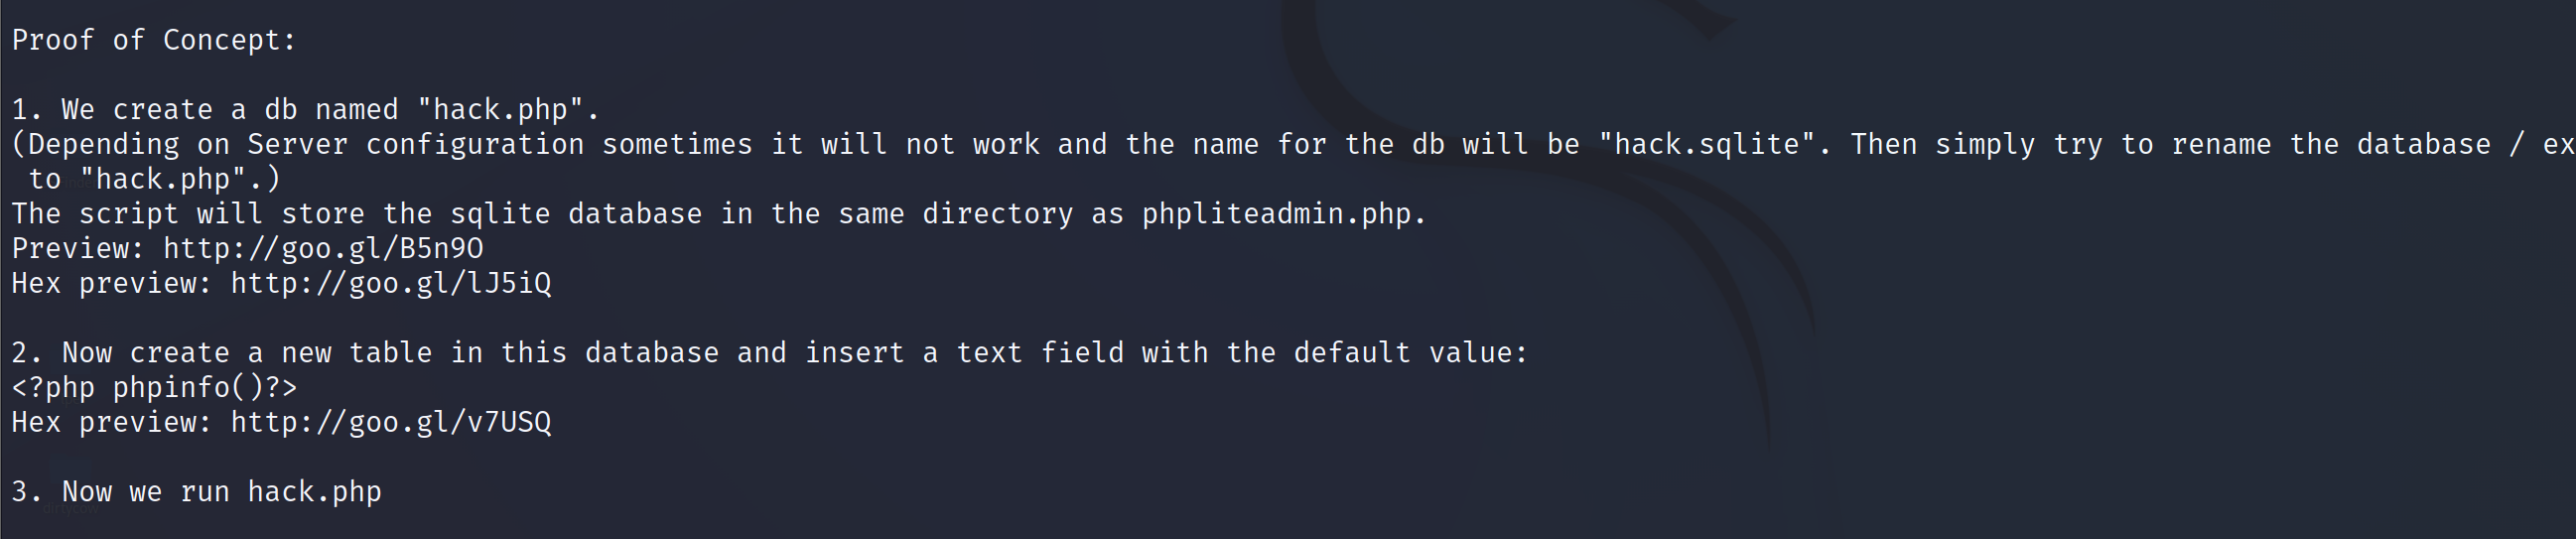 Proof of Concept:
1. We create a db named "hack.php".
(Depending on Server configuration sometimes it will not work and the name for the db will be "hack.sqlite". Then simply try to rename the database / ex
to "hack.php".)
The script will store the sqlite database in the same directory as phpliteadmin.php.
Preview: http://goo.gl/B5n9O
Hex preview: http://goo.gl/lJ5iQ
2. Now create a new table in this database and insert a text field with the default value:
<?php phpinfo()?>
Hex preview: http://goo.gl/v7USQ
3. Now we run hack.php
dirtycow